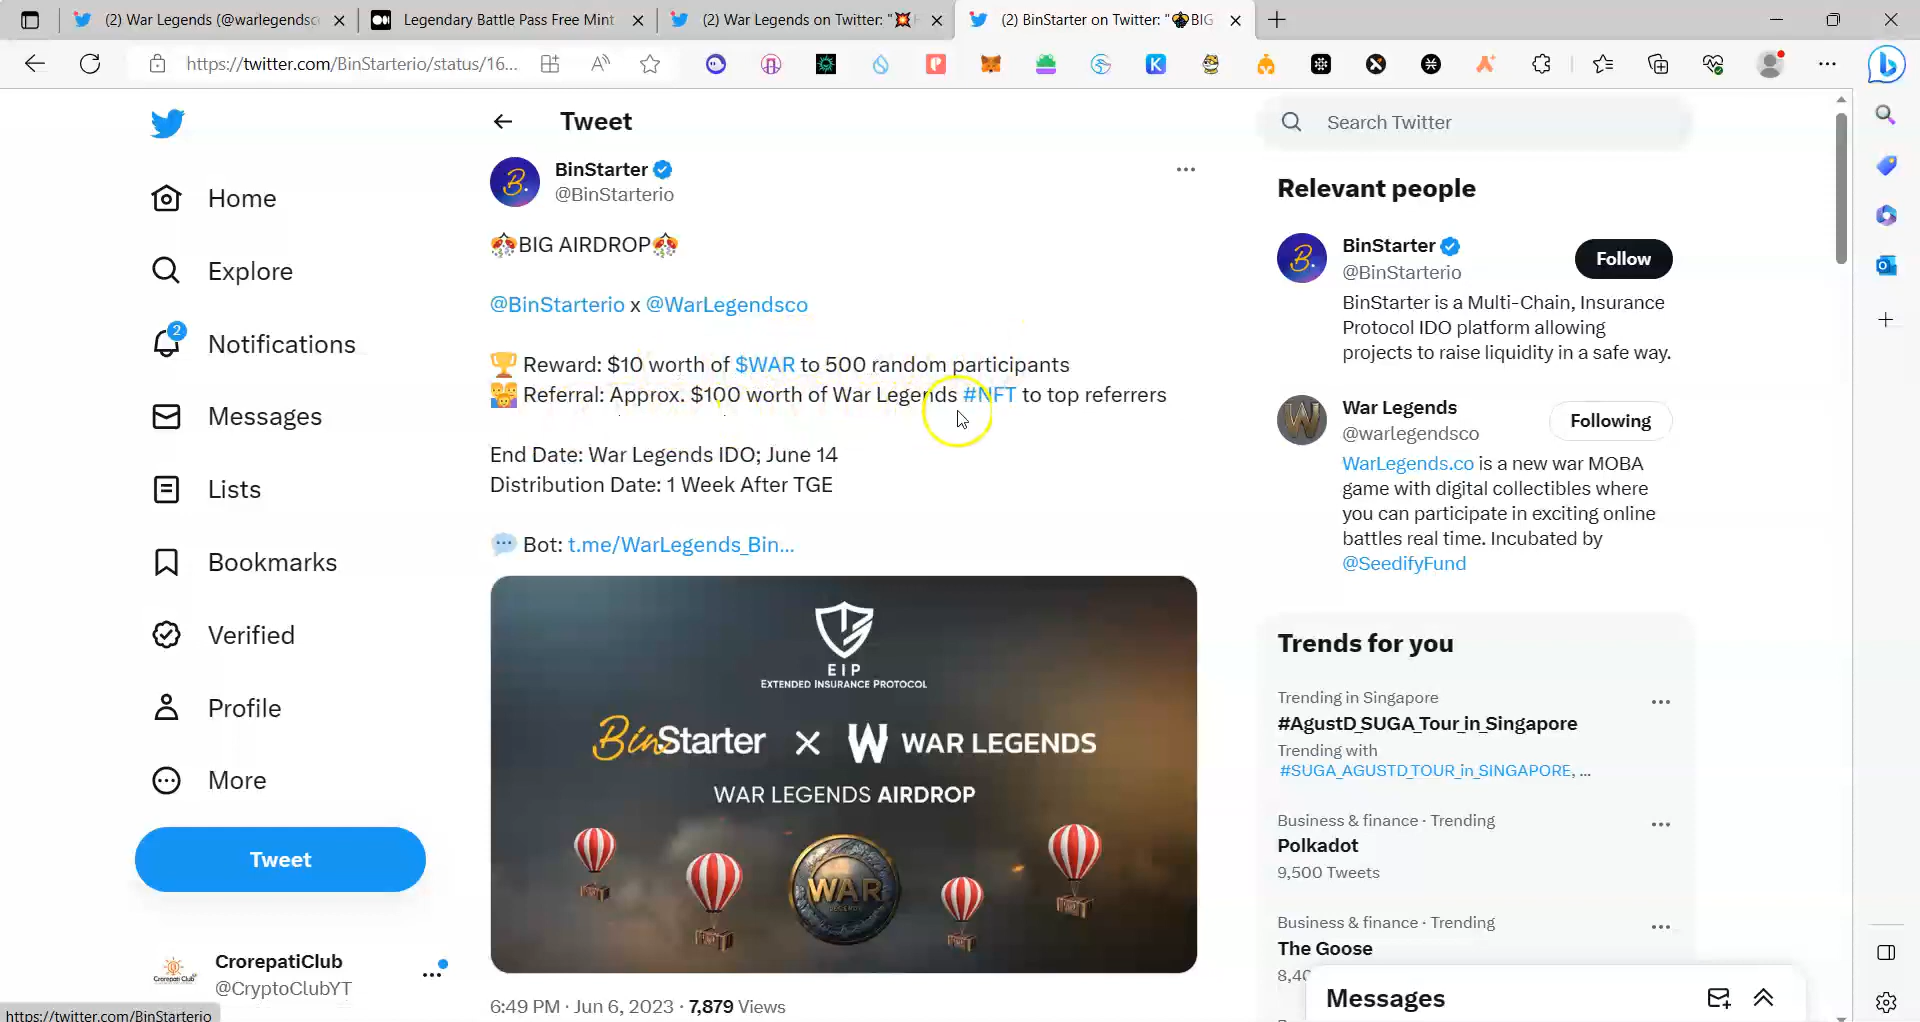 (2) War Legends (@warlegendsc
Legendary Battle Pass Free Mint
(2) War Legends on Twitter: "💥
(2) BinStarter on Twitter: "🎊BIG
https://twitter.com/BinStarterio/status/16...
Home
Explore
2
Notifications
Messages
Lists
Bookmarks
Verified
Profile
More
Tweet
CrorepatiClub
@CryptoClubYT
https://twitter.com/BinStarterio
Tweet
BinStarter
@BinStarterio
🎊BIG AIRDROP🎊
@BinStarterio x @WarLegendsco
🏆 Reward: $10 worth of $WAR to 500 random participants
👨‍👩‍👦 Referral: Approx. $100 worth of War Legends #NFT to top referrers
End Date: War Legends IDO; June 14
Distribution Date: 1 Week After TGE
💬 Bot: t.me/WarLegends_Bin...
EIP
EXTENDED INSURANCE PROTOCOL
BinStarter X W WAR LEGENDS
WAR LEGENDS AIRDROP
WAR
LEGENDS
6:49 PM · Jun 6, 2023 · 7,879 Views
Search Twitter
Relevant people
BinStarter
@BinStarterio
Follow
BinStarter is a Multi-Chain, Insurance
Protocol IDO platform allowing
projects to raise liquidity in a safe way.
War Legends
@warlegendsco
Following
WarLegends.co is a new war MOBA
game with digital collectibles where
you can participate in exciting online
battles real time. Incubated by
@SeedifyFund
Trends for you
Trending in Singapore
#AgustD_SUGA_Tour_in_Singapore
Trending with
#SUGA_AGUSTD_TOUR_in_SINGAPORE, ...
Business & finance · Trending
Polkadot
9,500 Tweets
Business & finance · Trending
The Goose
8,40
Messages